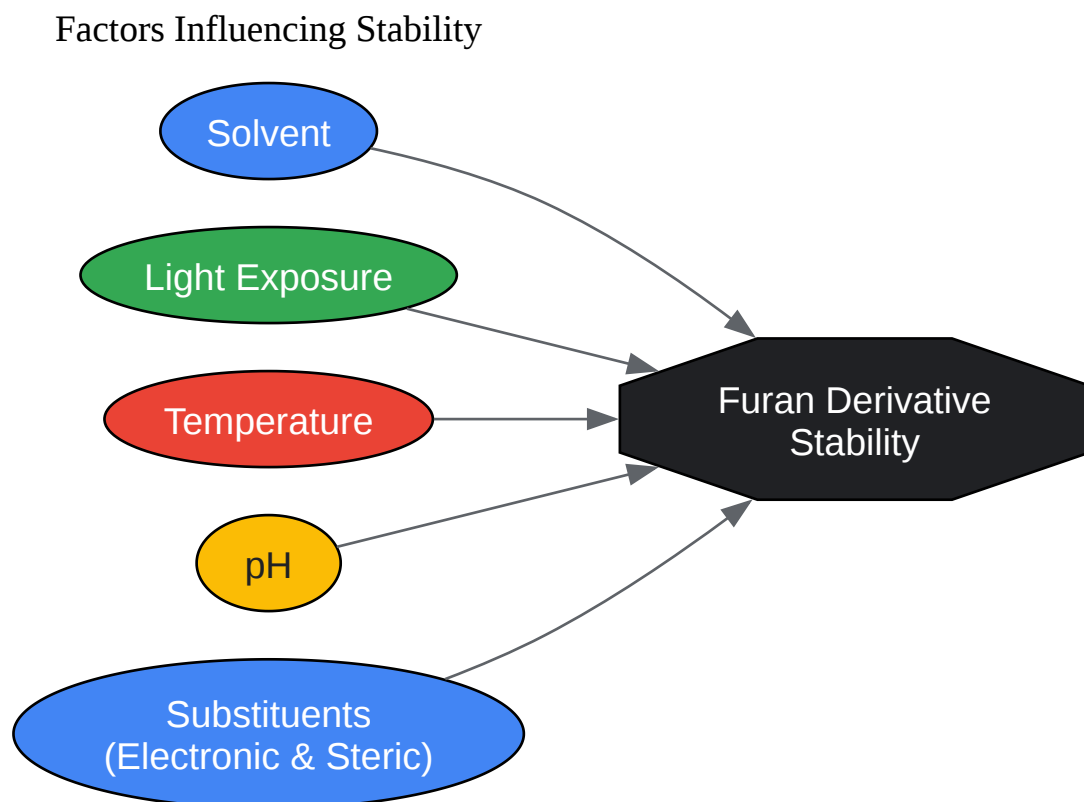 Factors Influencing Stability
Solvent
Light Exposure
Temperature
pH
Substituents
(Electronic & Steric)
Furan Derivative
Stability